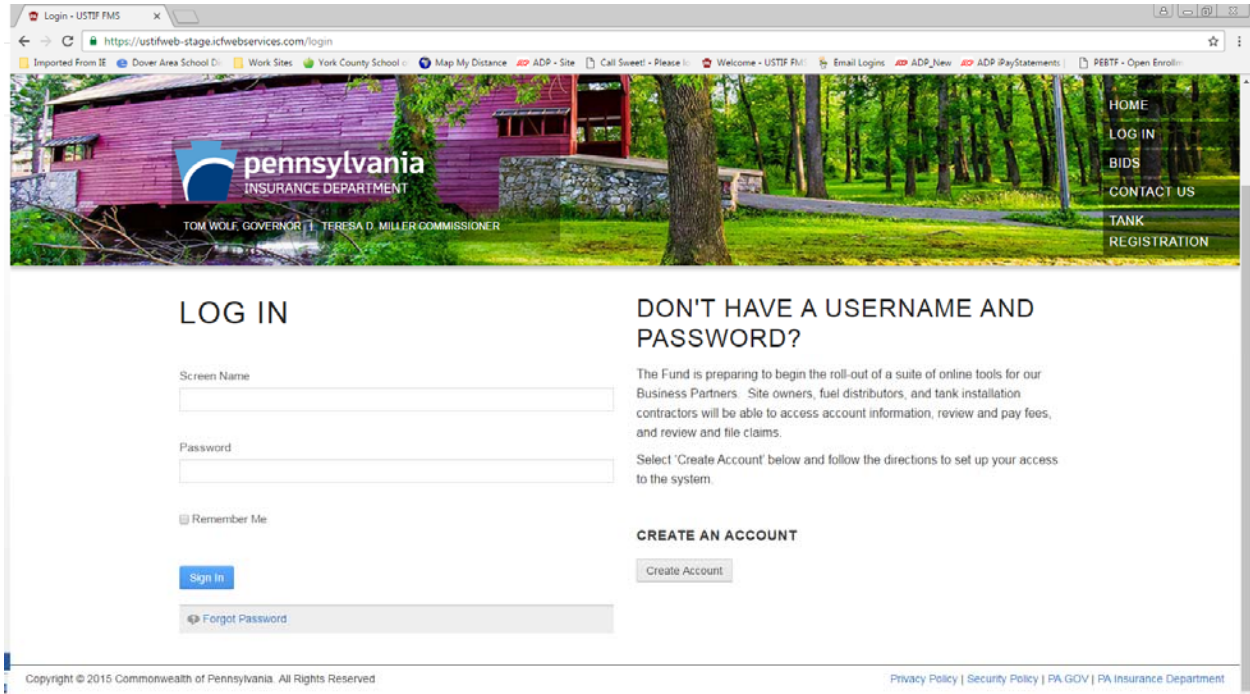 Login - USTIF FMS
https://ustifweb-stage.icfwebservices.com/login
Imported From IE Dover Area School Di Work Sites York County School o Map My Distance ADP - Site Call Sweet! - Please lo Welcome - USTIF FM Email Logins ADP_New ADP iPayStatements | PEBTF - Open Enrollm
HOME
LOG IN
BIDS
CONTACT US
TANK
REGISTRATION
pennsylvania
INSURANCE DEPARTMENT
TOM WOLF, GOVERNOR | TERESA D. MILLER COMMISSIONER
LOG IN
Screen Name
Password
Remember Me
Sign In
Forgot Password
DON'T HAVE A USERNAME AND
PASSWORD?
The Fund is preparing to begin the roll-out of a suite of online tools for our
Business Partners. Site owners, fuel distributors, and tank installation
contractors will be able to access account information, review and pay fees,
and review and file claims.
Select 'Create Account' below and follow the directions to set up your access
to the system.
CREATE AN ACCOUNT
Create Account
Copyright © 2015 Commonwealth of Pennsylvania. All Rights Reserved
Privacy Policy | Security Policy | PA GOV | PA Insurance Department